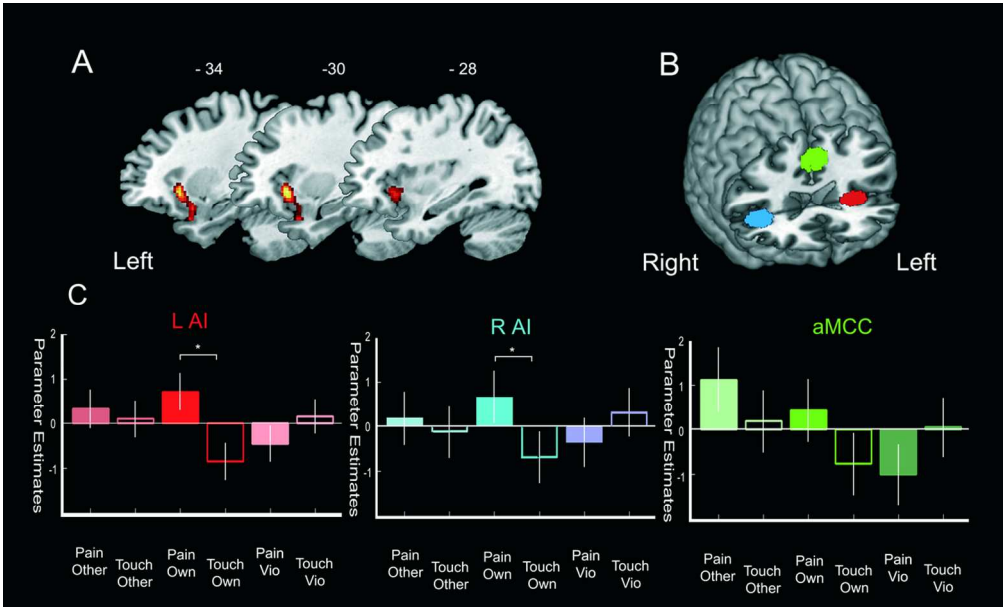 A
- 34
- 30
- 28
Left
B
Right
Left
C
L AI
Parameter Estimates
2
1
0
-1
*
Pain Other
Touch Other
Pain Own
Touch Own
Pain Vio
Touch Vio
R AI
Parameter Estimates
2
1
0
-1
*
Pain Other
Touch Other
Pain Own
Touch Own
Pain Vio
Touch Vio
aMCC
Parameter Estimates
2
1
0
-1
Pain Other
Touch Other
Pain Own
Touch Own
Pain Vio
Touch Vio